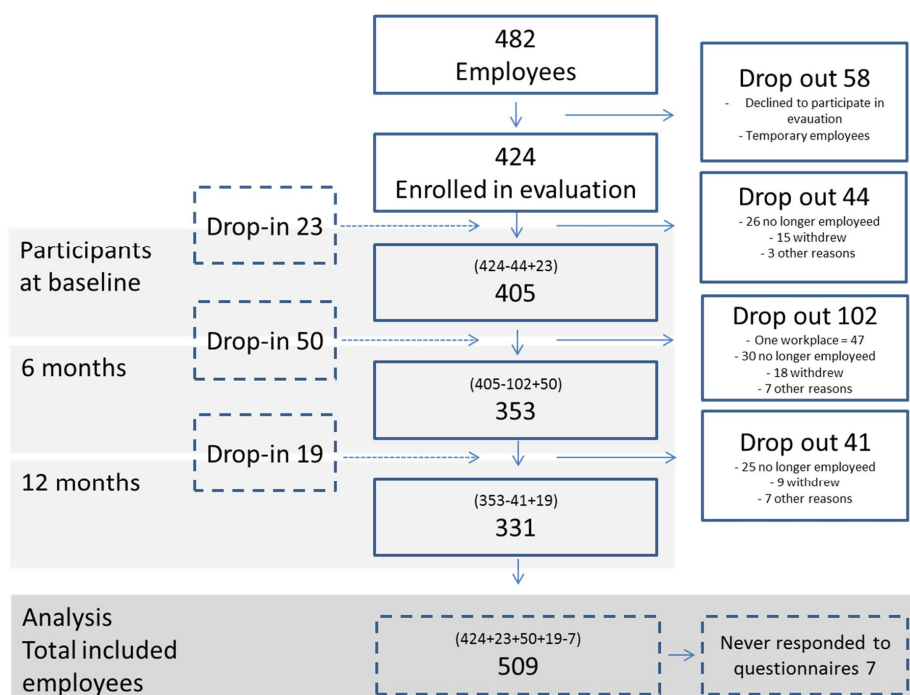 482
Employees
Drop out 58
- Declined to participate in
evauation
- Temporary employees
424
Enrolled in evaluation
Drop out 44
- 26 no longer employeed
- 15 withdrew
- 3 other reasons
Drop-in 23
Participants
at baseline
(424-44+23)
405
Drop out 102
- One workplace = 47
- 30 no longer employeed
- 18 withdrew
- 7 other reasons
Drop-in 50
6 months
(405-102+50)
353
Drop out 41
- 25 no longer employeed
- 9 withdrew
- 7 other reasons
Drop-in 19
12 months
(353-41+19)
331
Analysis
Total included
employees
(424+23+50+19-7)
509
Never responded to
questionnaires 7